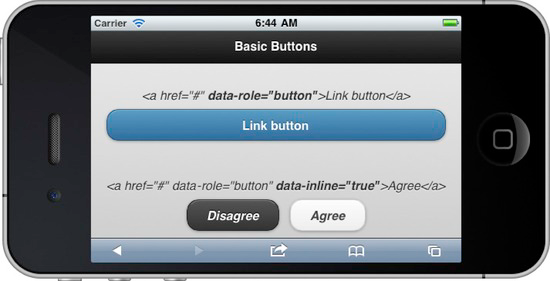 Carrier 6:44 AM
Basic Buttons
<a href="#" data-role="button">Link button</a>
Link button
<a href="#" data-role="button" data-inline="true">Agree</a>
Disagree Agree